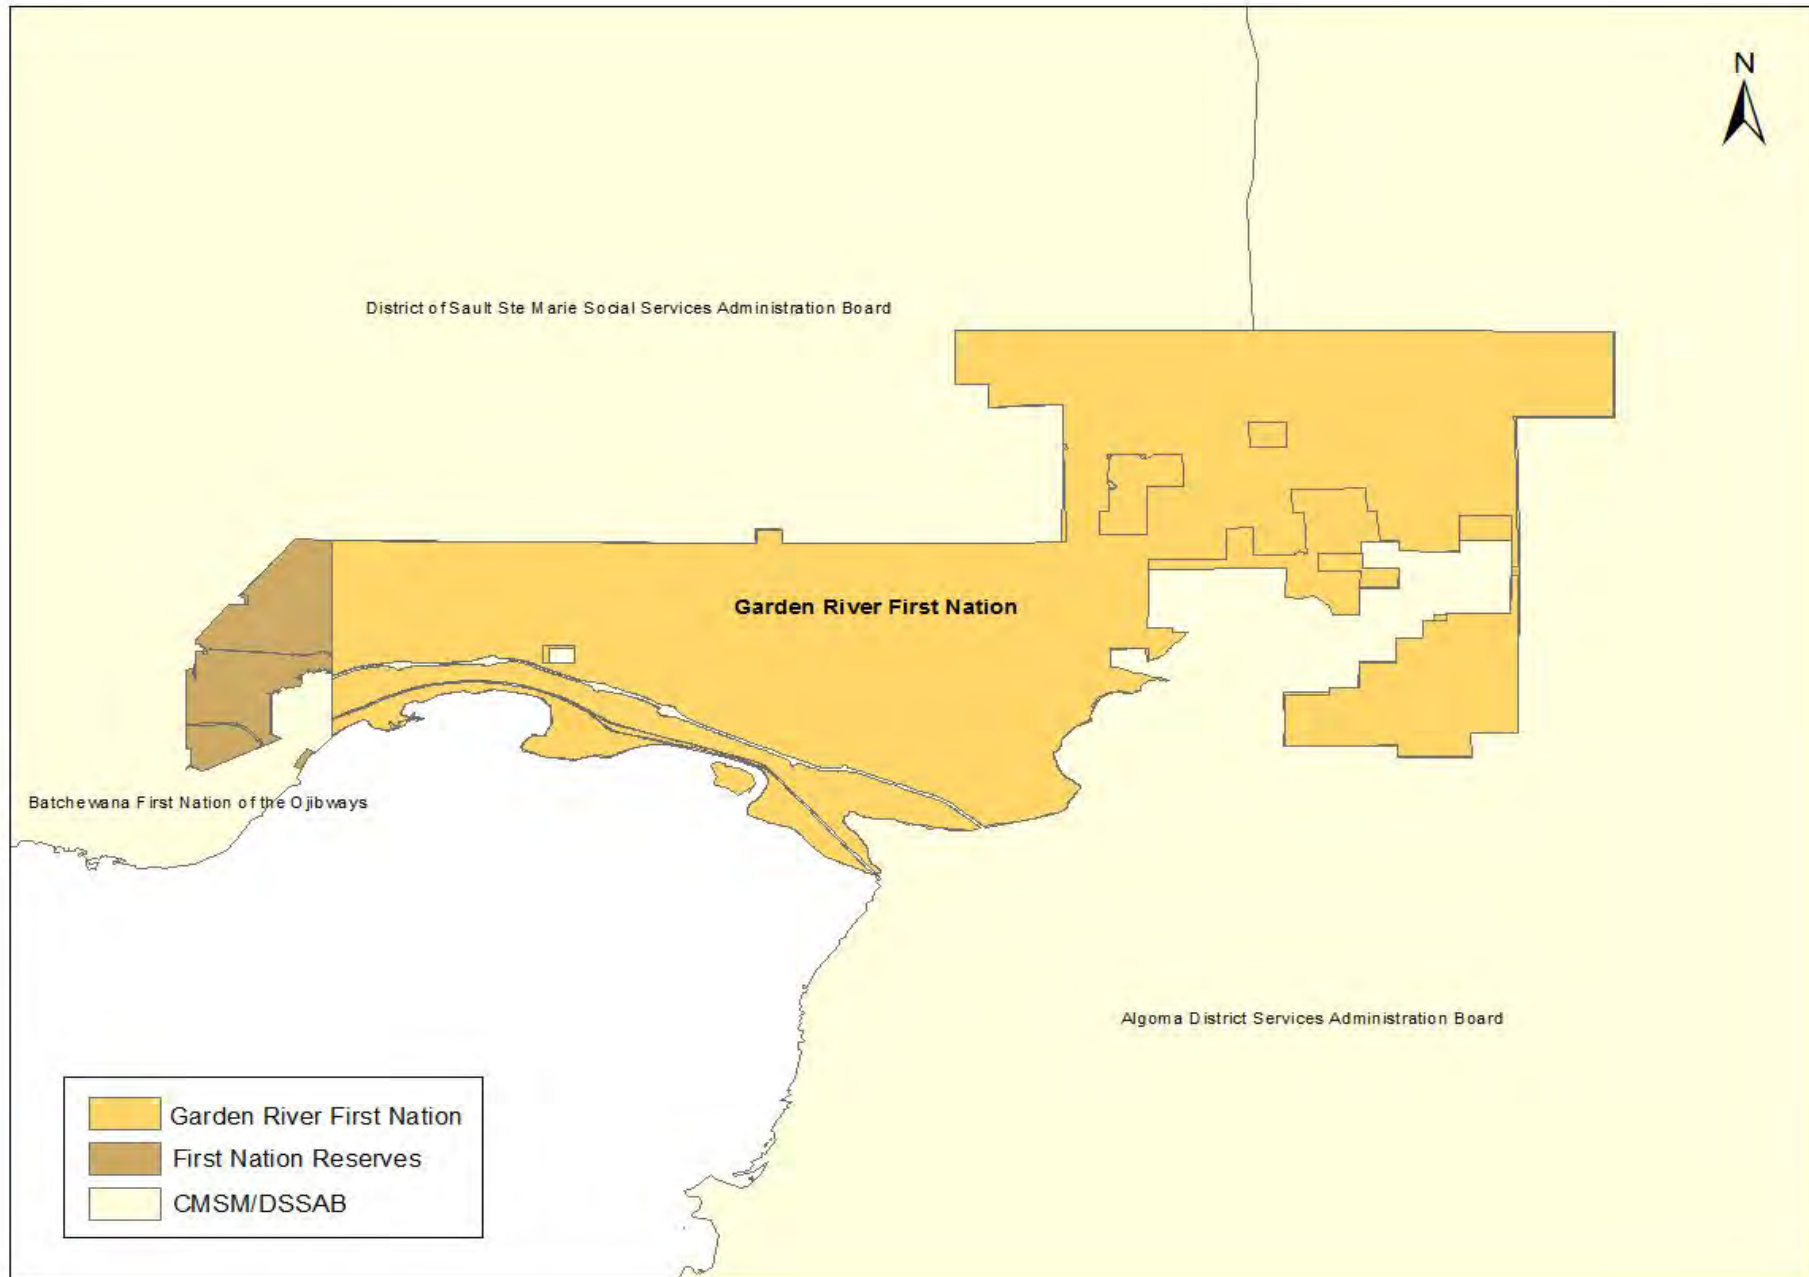 N
District of Sault Ste Marie Social Services Administration Board
Garden River First Nation
Batchewana First Nation of the Ojibways
Algoma District Services Administration Board
Garden River First Nation
First Nation Reserves
CMSM/DSSAB